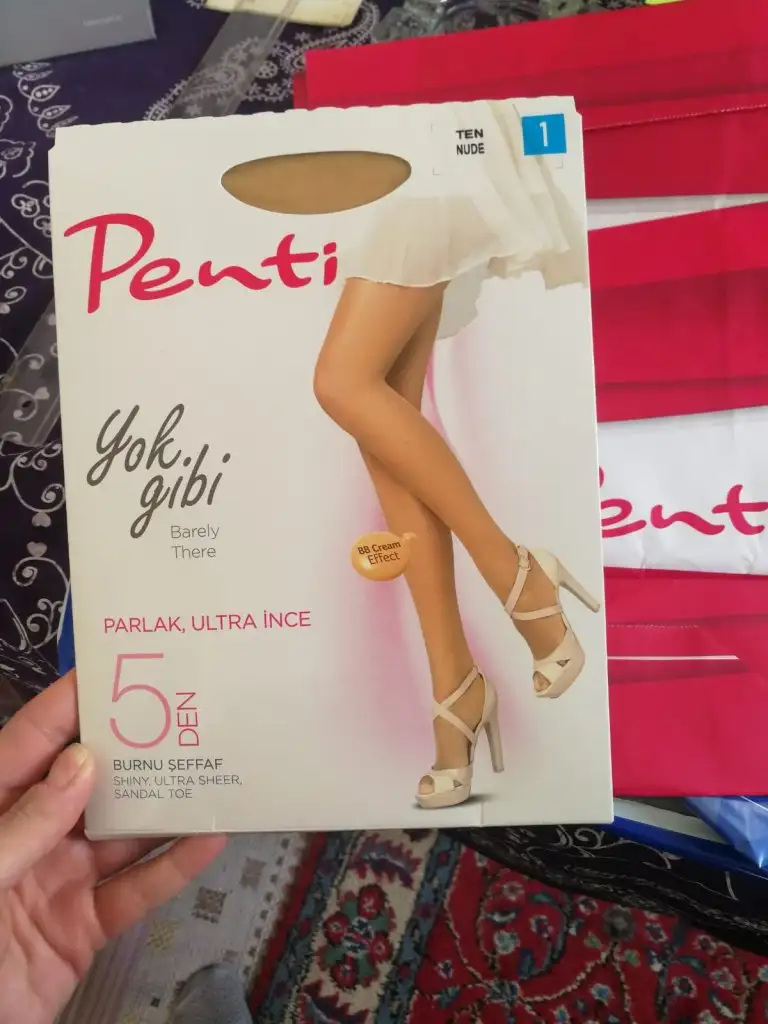 TEN
NUDE
1
Penti
Yok
gibi
Barely
There
BB Cream
Effect
PARLAK, ULTRA İNCE
5
DEN
BURNU ŞEFFAF
SHINY, ULTRA SHEER,
SANDAL TOE
Penti